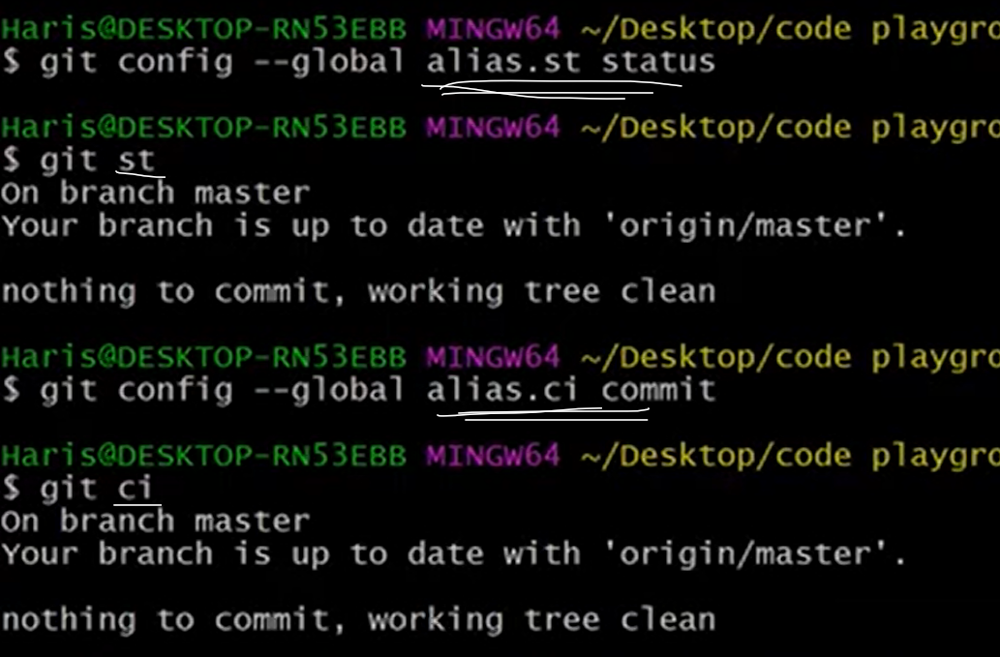 Haris@DESKTOP-RN53EBB MINGW64 ~/Desktop/code playgro
$ git config --global alias.st status
Haris@DESKTOP-RN53EBB MINGW64 ~/Desktop/code playgro
$ git st
On branch master
Your branch is up to date with 'origin/master'.
nothing to commit, working tree clean
Haris@DESKTOP-RN53EBB MINGW64 ~/Desktop/code playgro
$ git config --global alias.ci commit
Haris@DESKTOP-RN53EBB MINGW64 ~/Desktop/code playgro
$ git ci
On branch master
Your branch is up to date with 'origin/master'.
nothing to commit, working tree clean